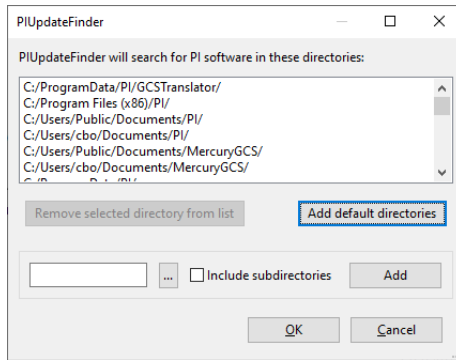 PIUpdateFinder
PIUpdateFinder will search for PI software in these directories:
C:/ProgramData/PI/GCSTranslator/
C:/Program Files (x86)/PI/
C:/Users/Public/Documents/PI/
C:/Users/cbo/Documents/PI/
C:/Users/Public/Documents/MercuryGCS/
C:/Users/cbo/Documents/MercuryGCS/
C:/ProgramData/PI/
Remove selected directory from list
Add default directories
...
Include subdirectories
Add
OK
Cancel